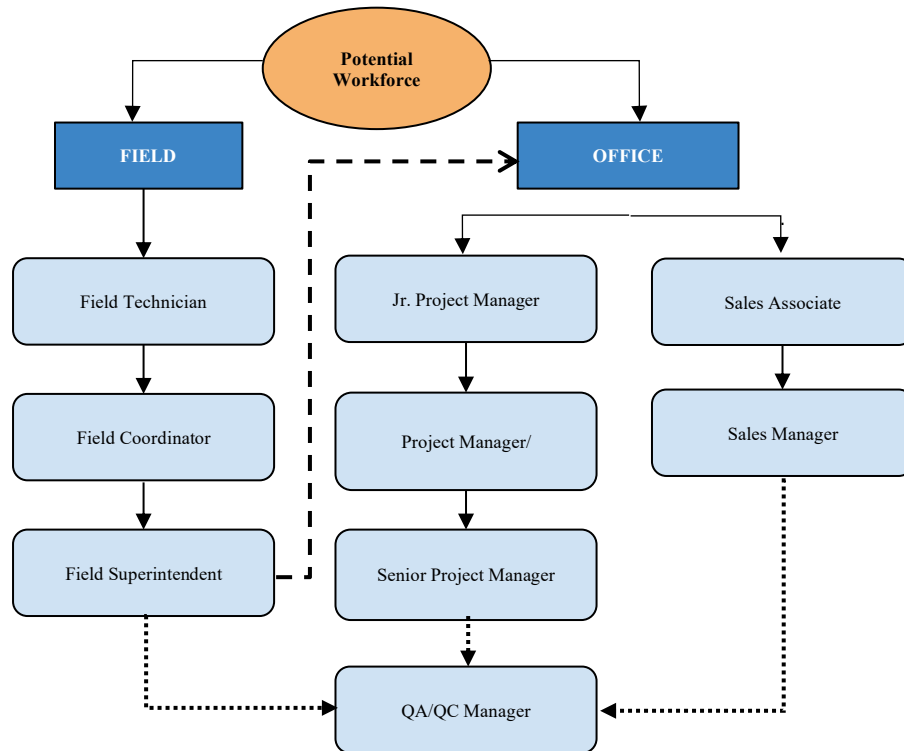 Potential
Workforce
FIELD
OFFICE
Field Technician
Jr. Project Manager
Sales Associate
Field Coordinator
Project Manager/
Sales Manager
Field Superintendent
Senior Project Manager
QA/QC Manager